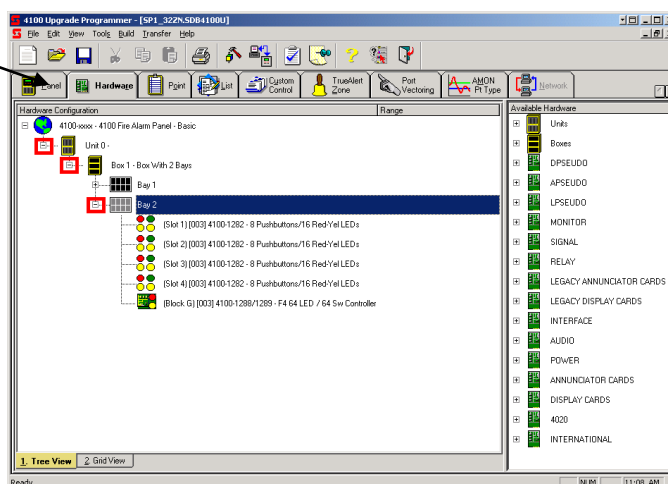 4100 Upgrade Programmer - [SP1_322N.SDB4100U]
File Edit View Tools Build Transfer Help
Panel Hardware Point List Custom Control TrueAlert Zone Port Vectoring AMON Pt Type Network
Hardware Configuration Range Available Hardware
4100-xxxx - 4100 Fire Alarm Panel - Basic
Unit 0 -
Box 1 - Box With 2 Bays
Bay 1
Bay 2
(Slot 1) [003] 4100-1282 - 8 Pushbuttons/16 Red-Yel LEDs
(Slot 2) [003] 4100-1282 - 8 Pushbuttons/16 Red-Yel LEDs
(Slot 3) [003] 4100-1282 - 8 Pushbuttons/16 Red-Yel LEDs
(Slot 4) [003] 4100-1282 - 8 Pushbuttons/16 Red-Yel LEDs
(Block G) [003] 4100-1288/1289 - F4 64 LED / 64 Sw Controller
Units
Boxes
DPSEUDO
APSEUDO
LPSEUDO
MONITOR
SIGNAL
RELAY
LEGACY ANNUNCIATOR CARDS
LEGACY DISPLAY CARDS
INTERFACE
AUDIO
POWER
ANNUNCIATOR CARDS
DISPLAY CARDS
4020
INTERNATIONAL
1. Tree View 2. Grid View
Ready NUM 11:08 AM